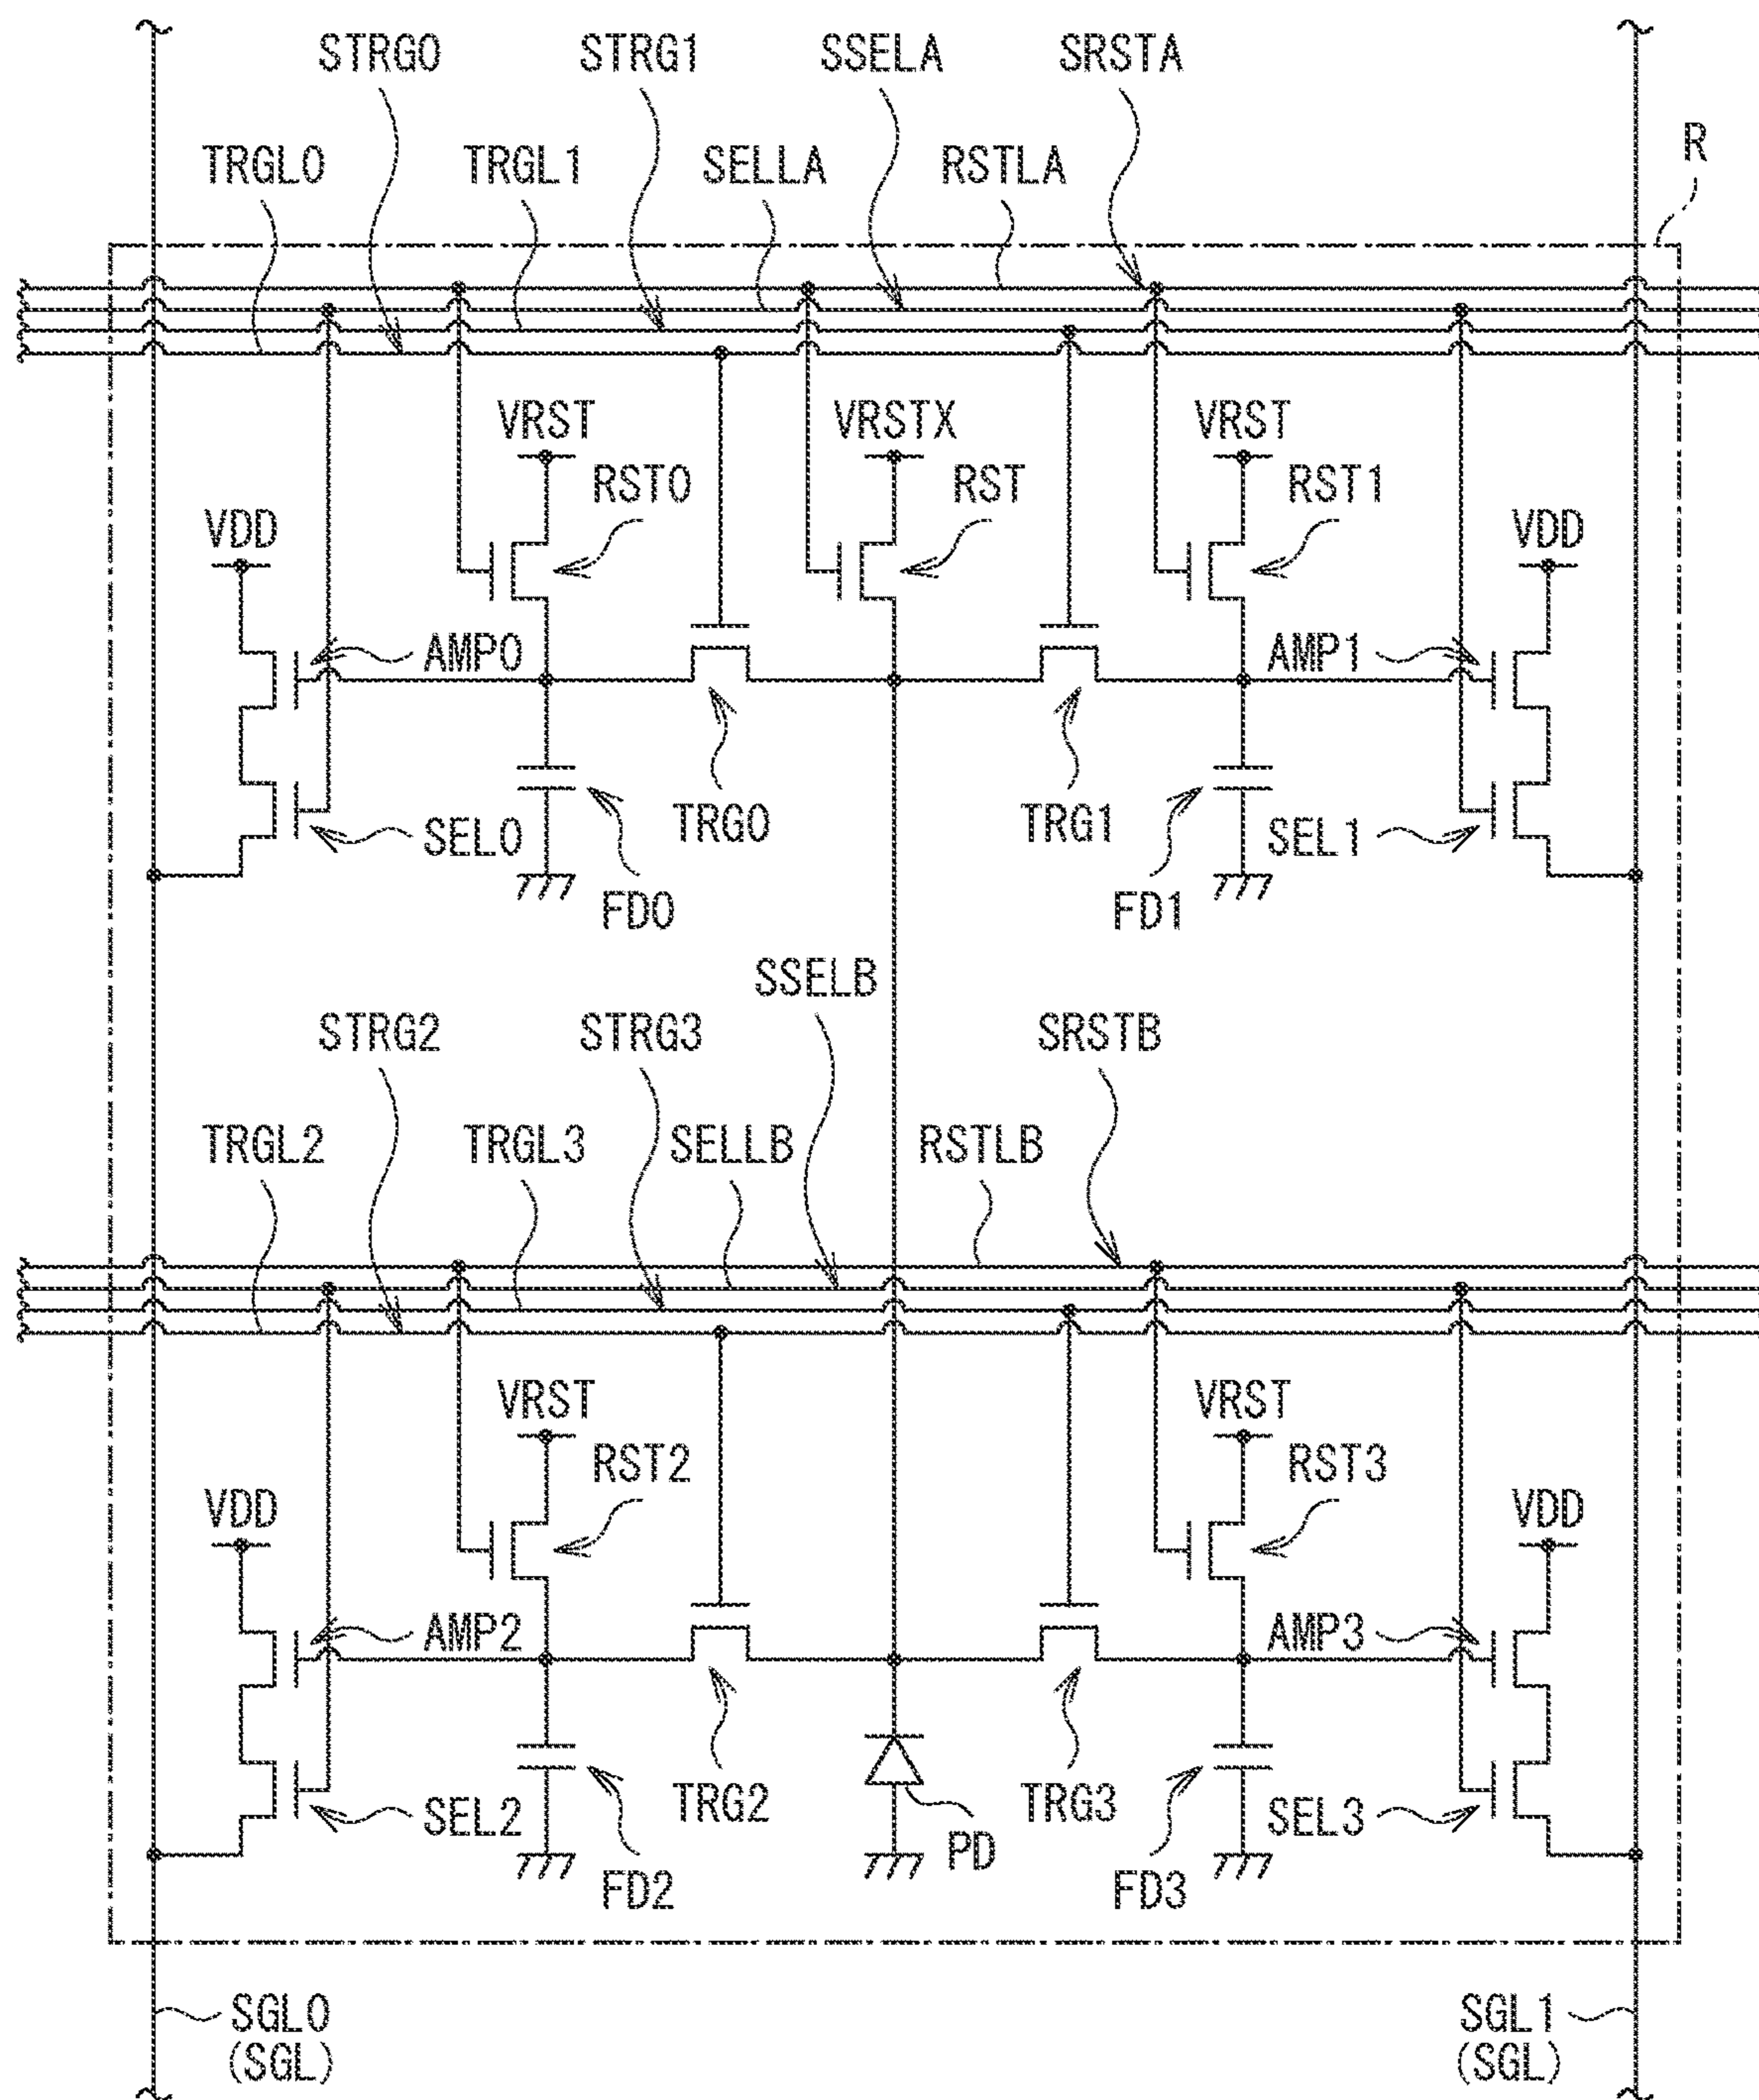 STRG0 STRG1 SSELA SRSTA
R
TRGL0 TRGL1 SELLA RSTLA
VRST VRSTX VRST
RST0 RST RST1
VDD VDD
AMP0 AMP1
TRG0 TRG1
SEL0 SEL1
FD0 FD1
SSELB
STRG2 STRG3 SRSTB
TRGL2 TRGL3 SELLB RSTLB
VRST VRST
RST2 RST3
VDD VDD
AMP2 AMP3
TRG2 TRG3
SEL2 SEL3
PD
FD2 FD3
SGL0 SGL1
(SGL) (SGL)